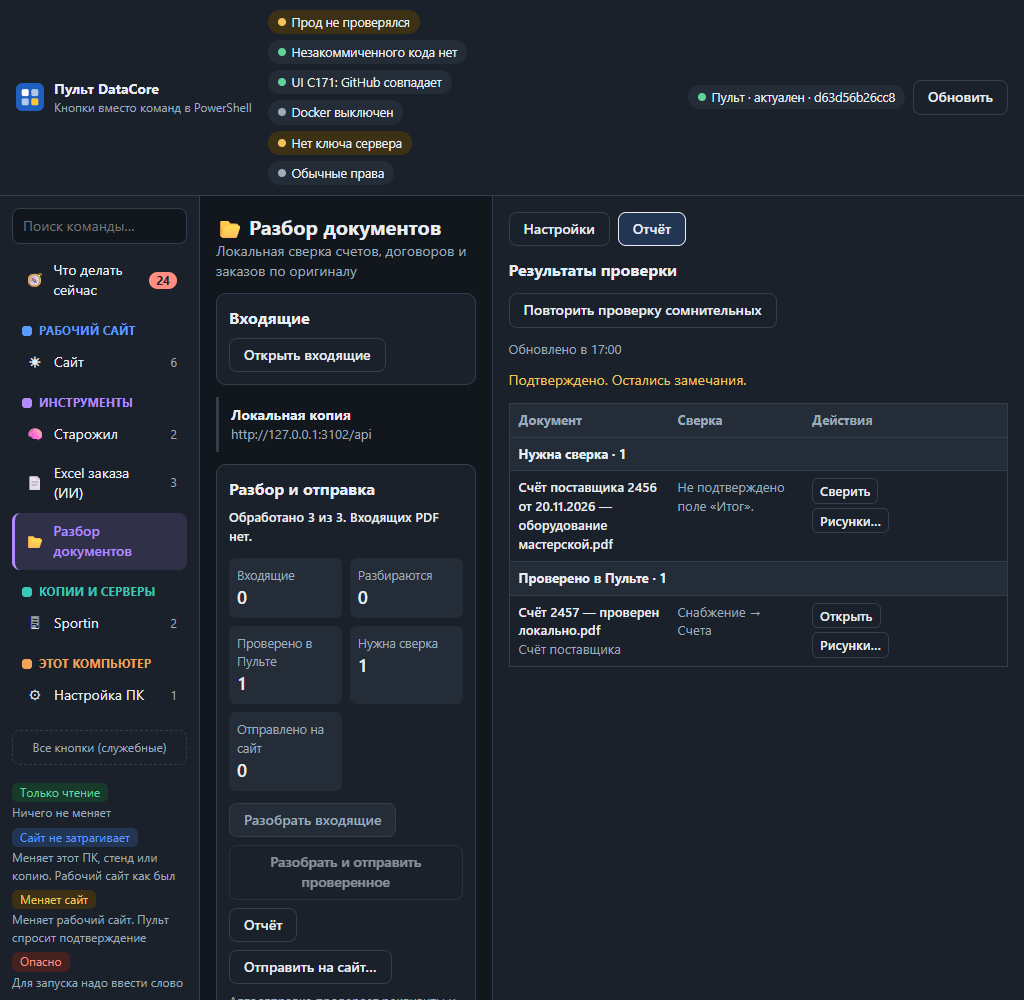 Пульт DataCore
Кнопки вместо команд в PowerShell
Прод не проверялся
Незакоммиченного кода нет
UI C171: GitHub совпадает
Docker выключен
Нет ключа сервера
Обычные права
Пульт · актуален · d63d56b26cc8
Обновить
Поиск команды...
Что делать
сейчас
24
РАБОЧИЙ САЙТ
Сайт
6
ИНСТРУМЕНТЫ
Старожил
2
Excel заказа
(ИИ)
3
Разбор
документов
КОПИИ И СЕРВЕРЫ
Sportin
2
ЭТОТ КОМПЬЮТЕР
Настройка ПК
1
Все кнопки (служебные)
Только чтение
Ничего не меняет
Сайт не затрагивает
Меняет этот ПК, стенд или
копию. Рабочий сайт как был
Меняет сайт
Меняет рабочий сайт. Пульт
спросит подтверждение
Опасно
Для запуска надо ввести слово
Разбор документов
Локальная сверка счетов, договоров и
заказов по оригиналу
Входящие
Открыть входящие
Локальная копия
http://127.0.0.1:3102/api
Разбор и отправка
Обработано 3 из 3. Входящих PDF
нет.
Входящие
0
Разбираются
0
Проверено в
Пульте
1
Нужна сверка
1
Отправлено на
сайт
0
Разобрать входящие
Разобрать и отправить
проверенное
Отчёт
Отправить на сайт...
Настройки
Отчёт
Результаты проверки
Повторить проверку сомнительных
Обновлено в 17:00
Подтверждено. Остались замечания.
Документ
Сверка
Действия
Нужна сверка · 1
Счёт поставщика 2456
от 20.11.2026 —
оборудование
мастерской.pdf
Не подтверждено
поле «Итог».
Сверить
Рисунки...
Проверено в Пульте · 1
Счёт 2457 — проверен
локально.pdf
Счёт поставщика
Снабжение →
Счета
Открыть
Рисунки...